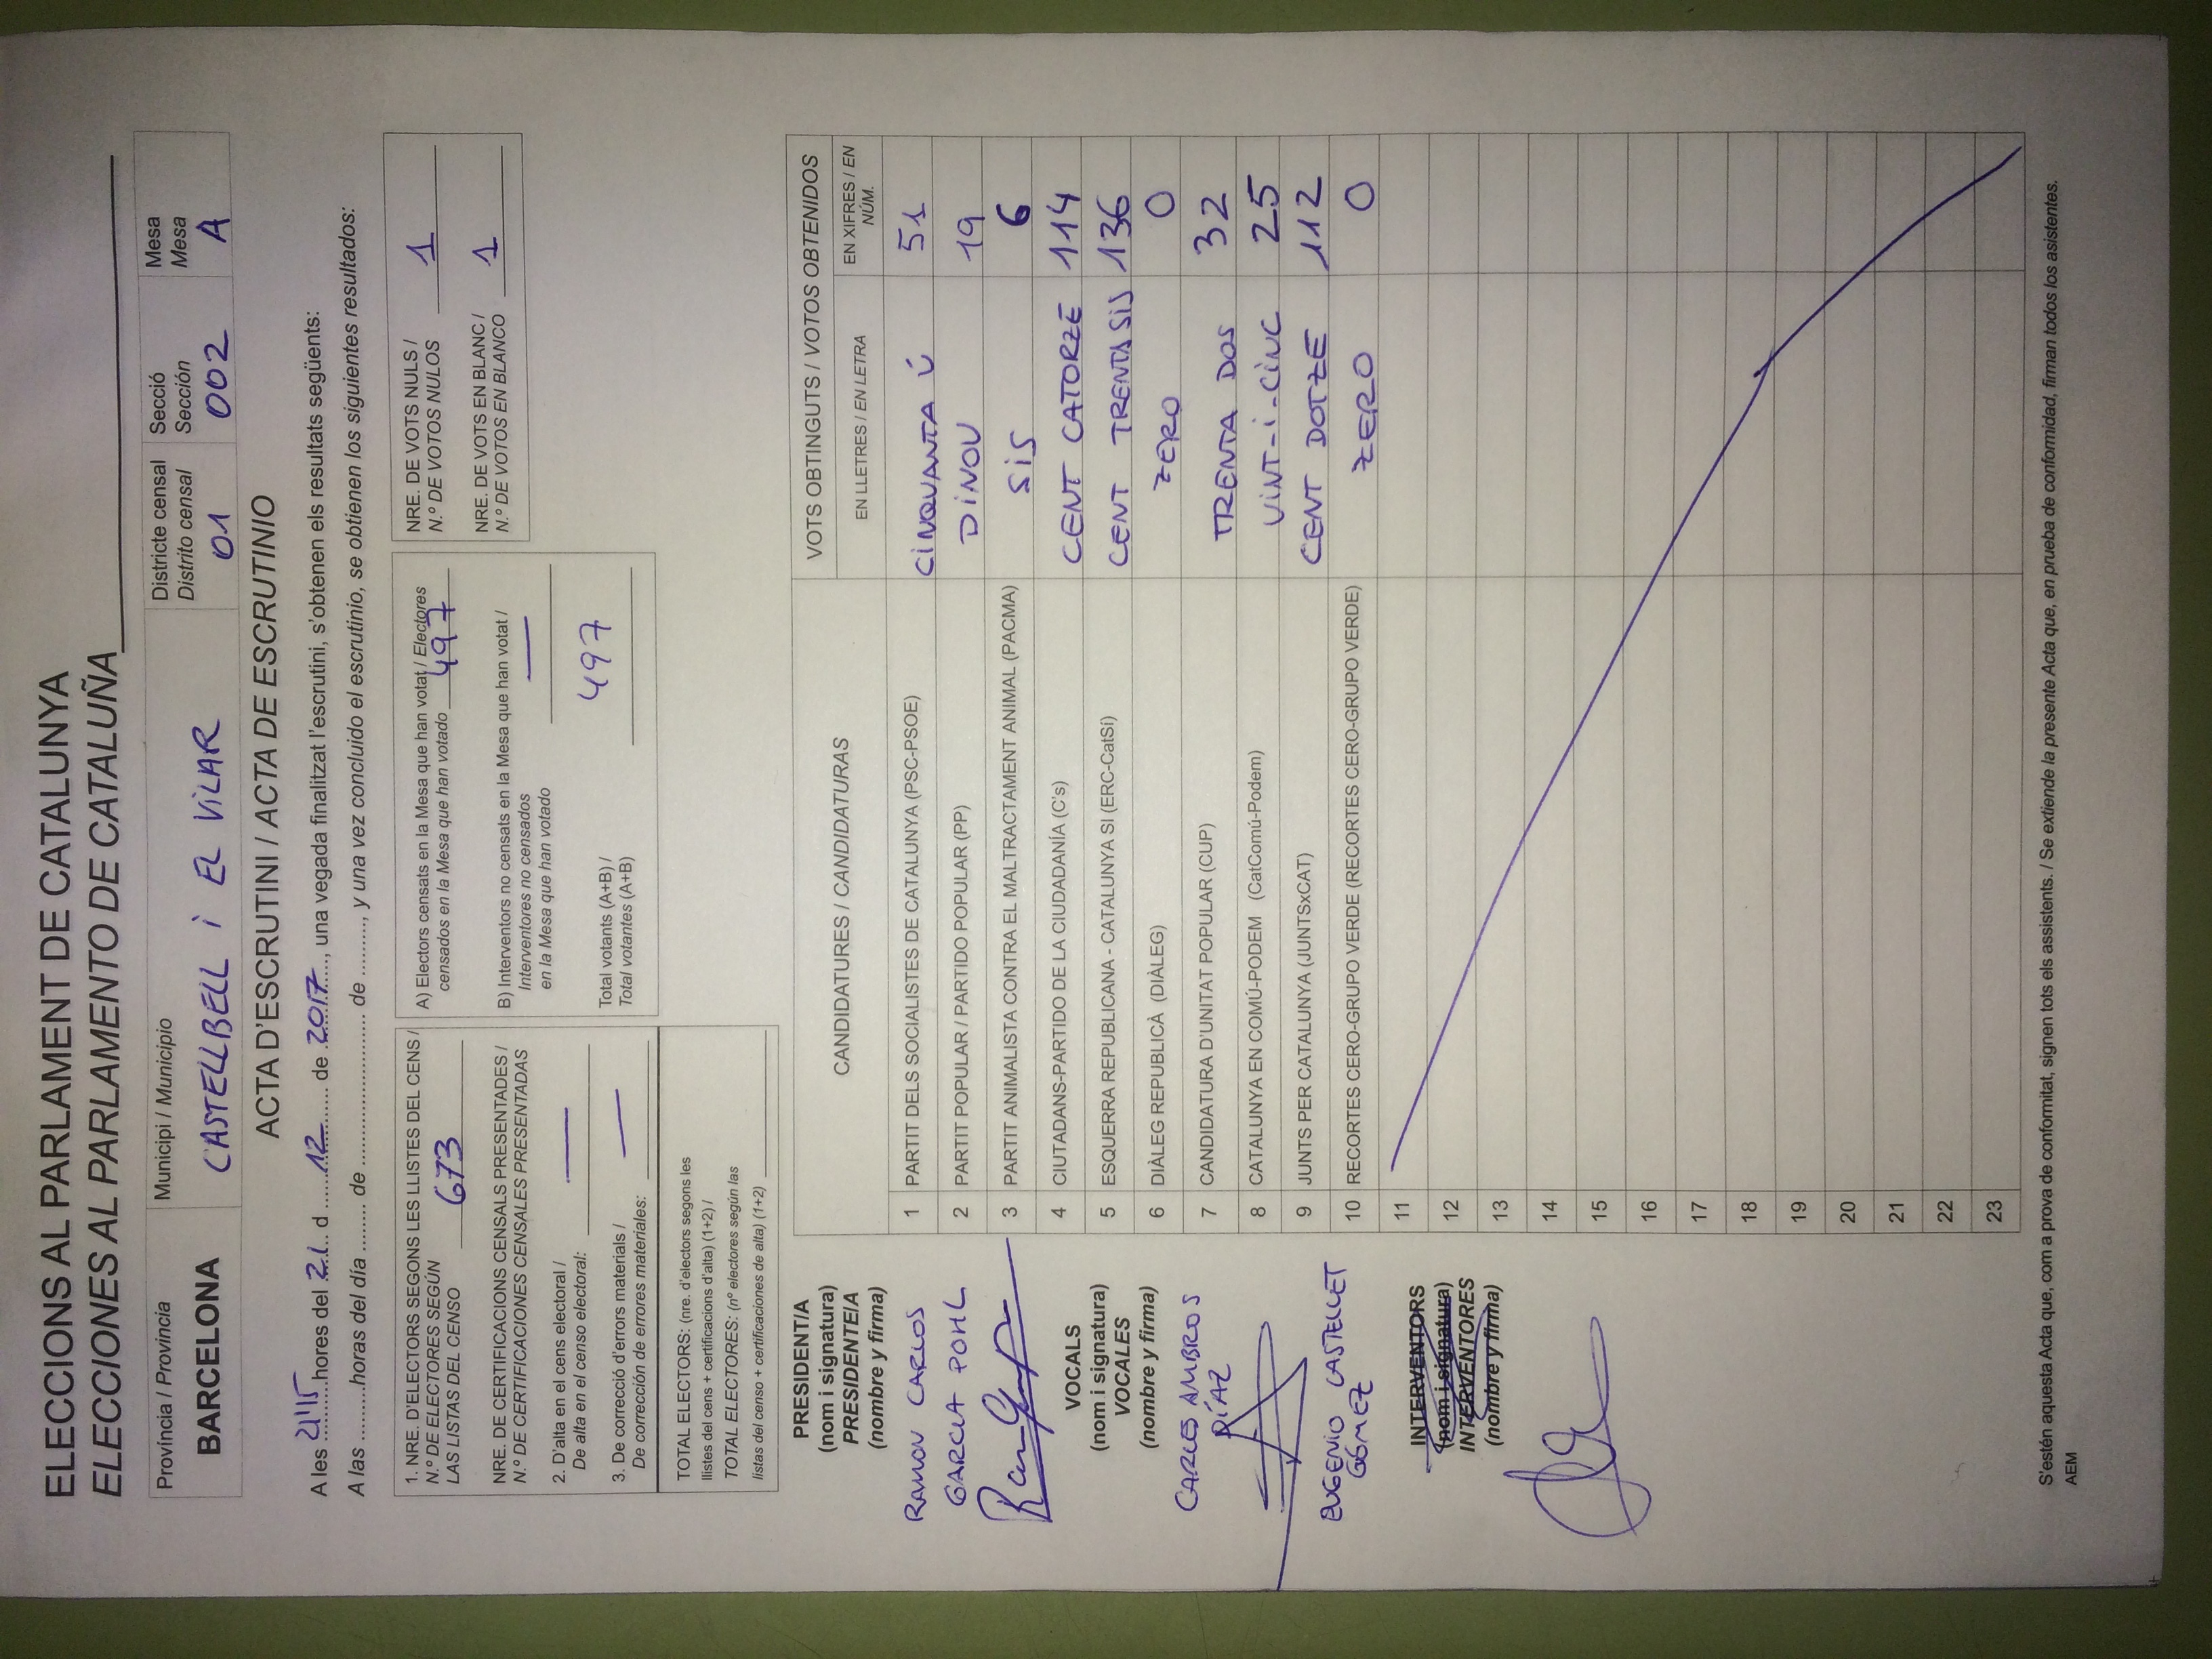 ELECCIONS AL PARLAMENT DE CATALUNYA
ELECCIONES AL PARLAMENTO DE CATALUÑA
Provincia / Provincia
BARCELONA
Municipi / Municipio
CASTELLBELL i EL VILAR
Districte censal
Distrito censal
01
Secció
Sección
002
Mesa
Mesa
A
ACTA D'ESCRUTINI / ACTA DE ESCRUTINIO
A les 21'15 hores del 21 d 12 de 2017, una vegada finalitzat l'escrutini, s'obtenen els resultats següents:
A las ......... horas del día ......... de ......................... de ........., y una vez concluido el escrutinio, se obtienen los siguientes resultados:
1. NRE. D'ELECTORS SEGONS LES LLISTES DEL CENS /
N.º DE ELECTORES SEGÚN
LAS LISTAS DEL CENSO 673
NRE. DE CERTIFICACIONS CENSALS PRESENTADES /
N.º DE CERTIFICACIONES CENSALES PRESENTADAS
2. D'alta en el cens electoral /
De alta en el censo electoral: —
3. De correcció d'errors materials /
De corrección de errores materiales: —
TOTAL ELECTORS: (nre. d'electors segons les
llistes del cens + certificacions d'alta) (1+2) /
TOTAL ELECTORES: (nº electores según las
listas del censo + certificaciones de alta) (1+2)
A) Electors censats en la Mesa que han votat / Electores
censados en la Mesa que han votado 497
B) Interventors no censats en la Mesa que han votat /
Interventores no censados
en la Mesa que han votado —
Total votants (A+B) /
Total votantes (A+B) 497
NRE. DE VOTS NULS /
N.º DE VOTOS NULOS 1
NRE. DE VOTS EN BLANC /
N.º DE VOTOS EN BLANCO 1
PRESIDENT/A
(nom i signatura)
PRESIDENTE/A
(nombre y firma)
RAMON CARLOS
GARCIA POHL
VOCALS
(nom i signatura)
VOCALES
(nombre y firma)
CARLES AMBROS
DÍAZ
EUGENIO CASTELLET
GÓMEZ
INTERVENTORS
(nom i signatura)
INTERVENTORES
(nombre y firma)
CANDIDATURES / CANDIDATURAS
VOTS OBTINGUTS / VOTOS OBTENIDOS
EN LLETRES / EN LETRA
EN XIFRES / EN
NÚM.
1 PARTIT DELS SOCIALISTES DE CATALUNYA (PSC-PSOE) CINQUANTA Ú 51
2 PARTIT POPULAR / PARTIDO POPULAR (PP) DINOU 19
3 PARTIT ANIMALISTA CONTRA EL MALTRACTAMENT ANIMAL (PACMA) SIS 6
4 CIUTADANS-PARTIDO DE LA CIUDADANÍA (C's) CENT CATORZE 114
5 ESQUERRA REPUBLICANA - CATALUNYA SI (ERC-CatSí) CENT TRENTA SIS 136
6 DIÀLEG REPUBLICÀ (DIÀLEG) ZERO 0
7 CANDIDATURA D'UNITAT POPULAR (CUP) TRENTA DOS 32
8 CATALUNYA EN COMÚ-PODEM (CatComú-Podem) VINT-I-CINC 25
9 JUNTS PER CATALUNYA (JUNTSxCAT) CENT DOTZE 112
10 RECORTES CERO-GRUPO VERDE (RECORTES CERO-GRUPO VERDE) ZERO 0
11
12
13
14
15
16
17
18
19
20
21
22
23
S'estén aquesta Acta que, com a prova de conformitat, signen tots els assistents. / Se extiende la presente Acta que, en prueba de conformidad, firman todos los asistentes.
AEM